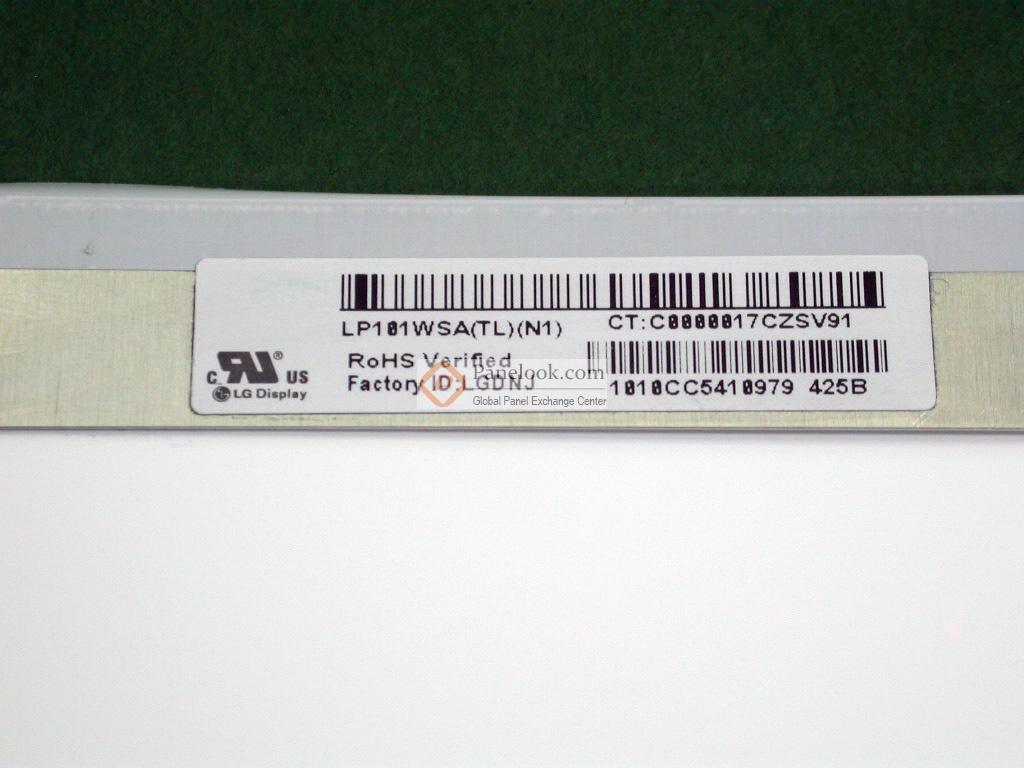 LP101WSA(TL)(N1)
CT:C0000017CZSV91
RoHS Verified
Factory ID:LGDNJ
1010CC5410979 425B
C US
LG Display
Panelook.com
Global Panel Exchange Center